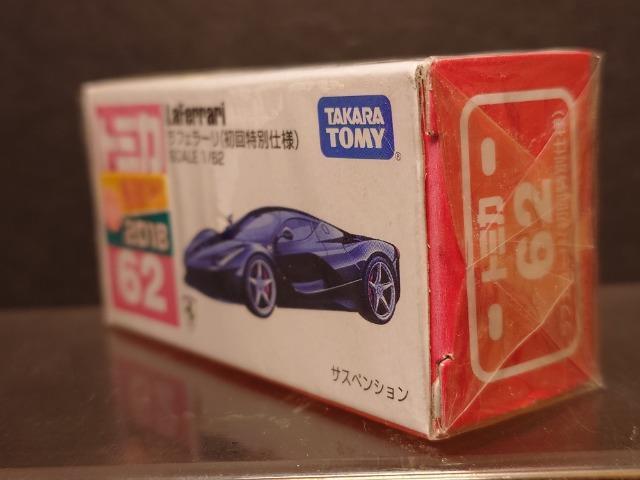 LaFerrari
ラフェラーリ(初回特別仕様)
SCALE 1/62
TAKARA
TOMY
®
トミカ
2018
62
サスペンション
トミカ
62